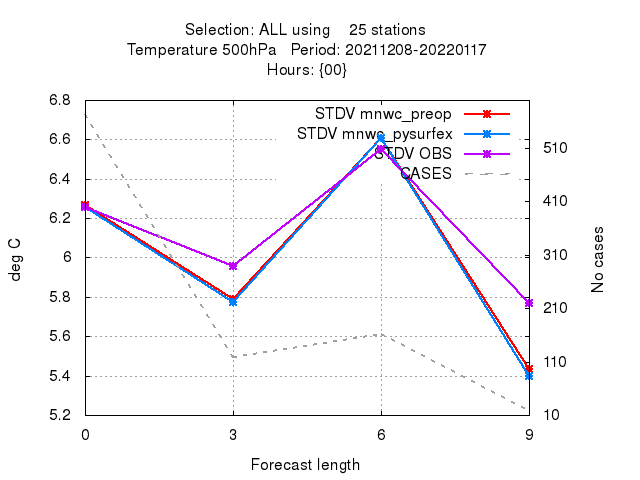 Selection: ALL using 25 stations
Temperature 500hPa Period: 20211208-20220117
Hours: {00}
STDV mnwc_preop
STDV mnwc_pysurfex
STDV OBS
CASES
6.8
6.6
6.4
6.2
6
5.8
5.6
5.4
5.2
deg C
510
410
310
210
110
10
No cases
0 3 6 9
Forecast length